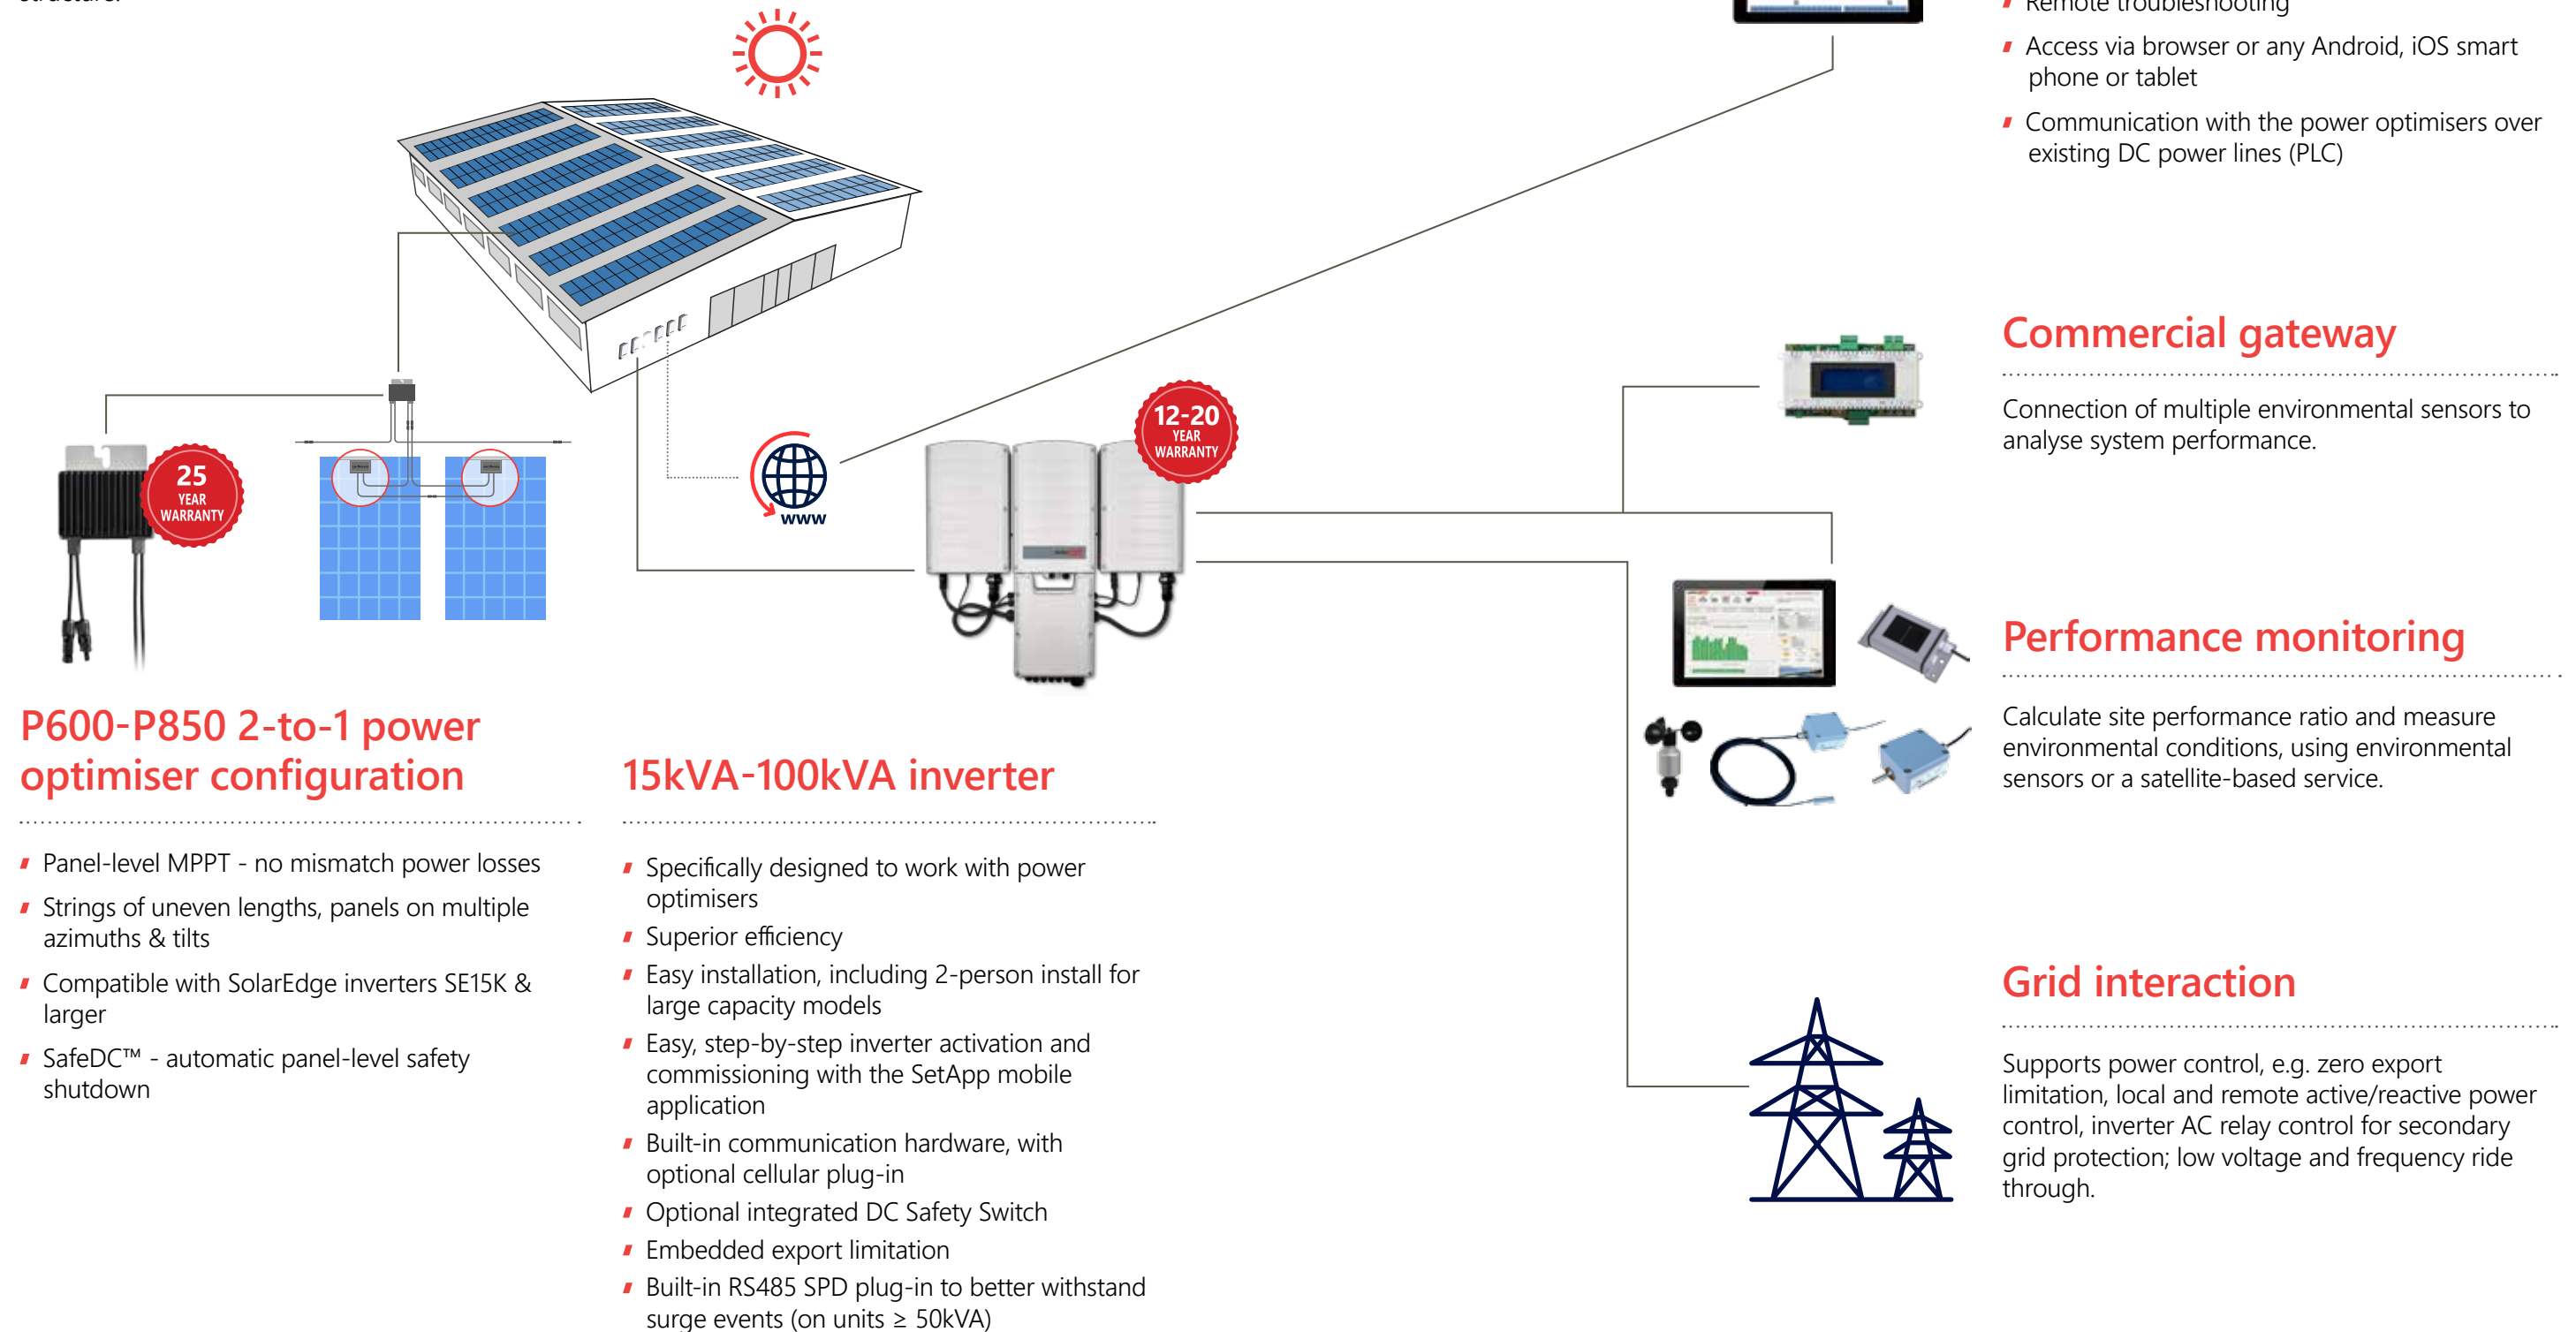 structure.
Remote troubleshooting
Access via browser or any Android, iOS smart
phone or tablet
Communication with the power optimisers over
existing DC power lines (PLC)
Commercial gateway
Connection of multiple environmental sensors to
analyse system performance.
12-20
YEAR
WARRANTY
25
YEAR
WARRANTY
www
Performance monitoring
Calculate site performance ratio and measure
environmental conditions, using environmental
sensors or a satellite-based service.
P600-P850 2-to-1 power
optimiser configuration
Panel-level MPPT - no mismatch power losses
Strings of uneven lengths, panels on multiple
azimuths & tilts
Compatible with SolarEdge inverters SE15K &
larger
SafeDC™ - automatic panel-level safety
shutdown
15kVA-100kVA inverter
Specifically designed to work with power
optimisers
Superior efficiency
Easy installation, including 2-person install for
large capacity models
Easy, step-by-step inverter activation and
commissioning with the SetApp mobile
application
Built-in communication hardware, with
optional cellular plug-in
Optional integrated DC Safety Switch
Embedded export limitation
Built-in RS485 SPD plug-in to better withstand
surge events (on units ≥ 50kVA)
Grid interaction
Supports power control, e.g. zero export
limitation, local and remote active/reactive power
control, inverter AC relay control for secondary
grid protection; low voltage and frequency ride
through.